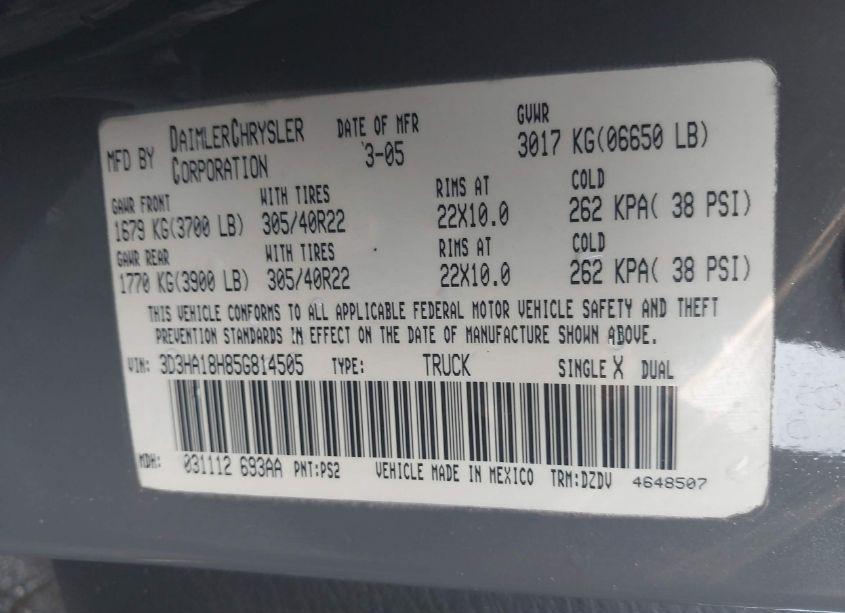 MFD BY DAIMLERCHRYSLER CORPORATION
DATE OF MFR 3-05
GVWR 3017 KG(06650 LB)
GAWR FRONT WITH TIRES RIMS AT COLD
1679 KG(3700 LB) 305/40R22 22X10.0 262 KPA( 38 PSI)
GAWR REAR WITH TIRES RIMS AT COLD
1770 KG(3900 LB) 305/40R22 22X10.0 262 KPA( 38 PSI)
THIS VEHICLE CONFORMS TO ALL APPLICABLE FEDERAL MOTOR VEHICLE SAFETY AND THEFT
PREVENTION STANDARDS IN EFFECT ON THE DATE OF MANUFACTURE SHOWN ABOVE.
VIN: 3D3HA18H85G814505 TYPE: TRUCK SINGLE X DUAL
MDH: 031112 693AA PNT:PS2 VEHICLE MADE IN MEXICO TRM:DZDV 4648507